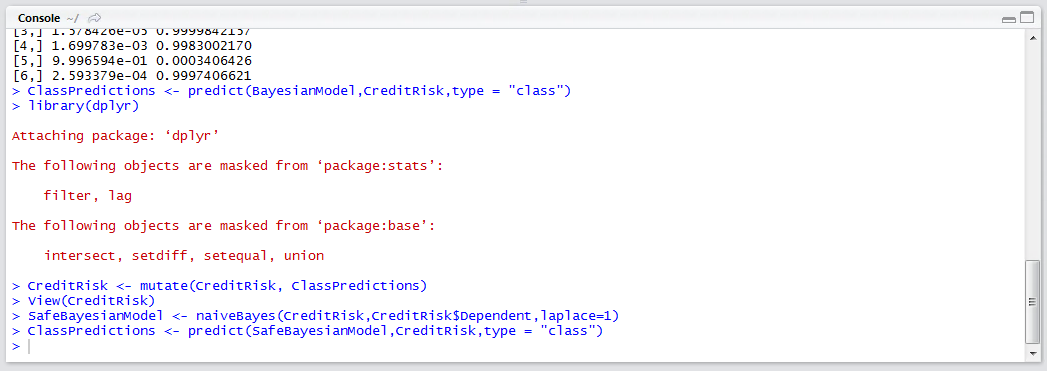 Console ~/
[3,] 1.578426e-05 0.9999842157
[4,] 1.699783e-03 0.9983002170
[5,] 9.996594e-01 0.0003406426
[6,] 2.593379e-04 0.9997406621
> ClassPredictions <- predict(BayesianModel,CreditRisk,type = "class")
> library(dplyr)
Attaching package: ‘dplyr’
The following objects are masked from ‘package:stats’:
filter, lag
The following objects are masked from ‘package:base’:
intersect, setdiff, setequal, union
> CreditRisk <- mutate(CreditRisk, ClassPredictions)
> View(CreditRisk)
> SafeBayesianModel <- naiveBayes(CreditRisk,CreditRisk$Dependent,laplace=1)
> ClassPredictions <- predict(SafeBayesianModel,CreditRisk,type = "class")
>